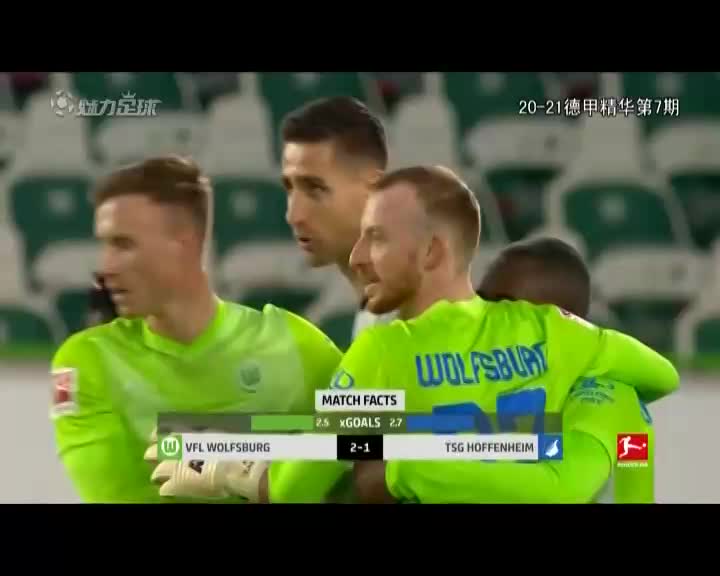 魅力足球
20-21德甲精华第7期
WOLFSBURG
MATCH FACTS
2.5 xGOALS 2.7
VFL WOLFSBURG 2-1 TSG HOFFENHEIM
BUNDESLIGA